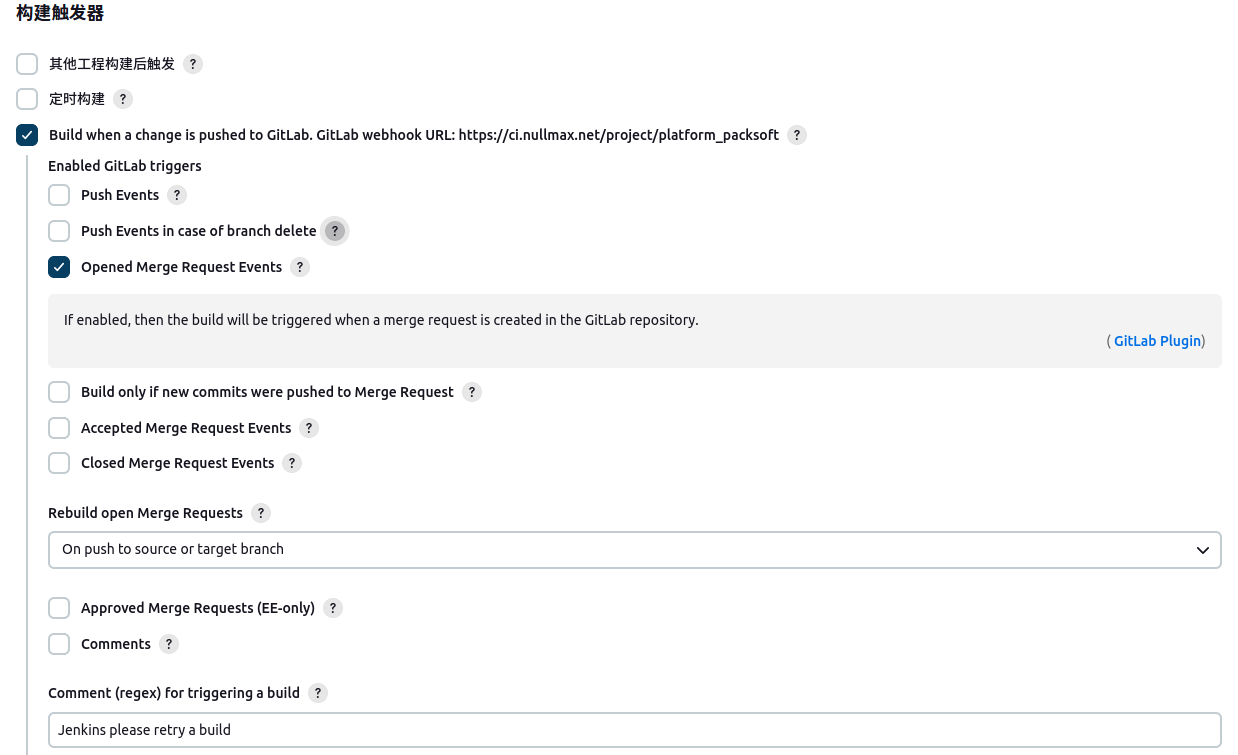 构建触发器
其他工程构建后触发 ?
定时构建 ?
Build when a change is pushed to GitLab. GitLab webhook URL: https://ci.nullmax.net/project/platform_packsoft ?
Enabled GitLab triggers
Push Events ?
Push Events in case of branch delete ?
Opened Merge Request Events ?
If enabled, then the build will be triggered when a merge request is created in the GitLab repository.
( GitLab Plugin)
Build only if new commits were pushed to Merge Request ?
Accepted Merge Request Events ?
Closed Merge Request Events ?
Rebuild open Merge Requests ?
On push to source or target branch
Approved Merge Requests (EE-only) ?
Comments ?
Comment (regex) for triggering a build ?
Jenkins please retry a build